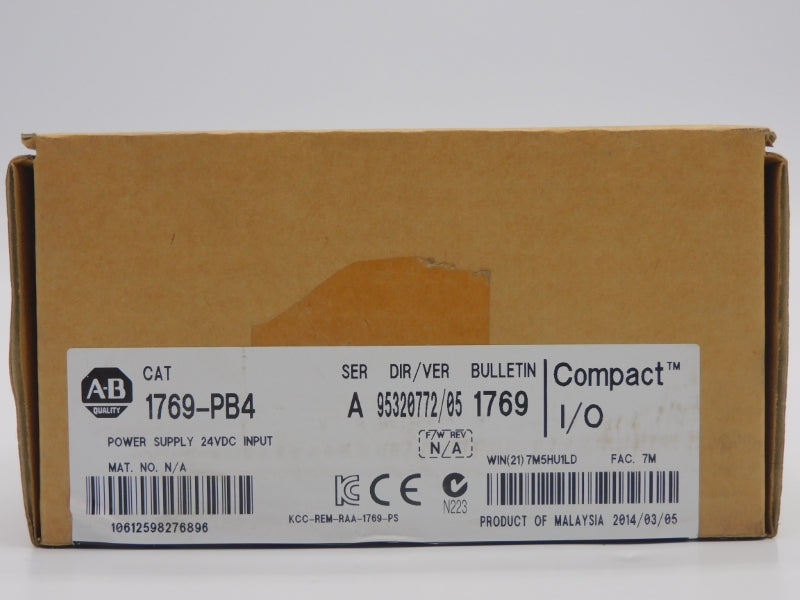 A-B
QUALITY
CAT
1769-PB4
SER DIR/VER BULLETIN
A 95320772/05 1769
Compact™
I/O
POWER SUPPLY 24VDC INPUT
F/W REV
N/A
MAT. NO. N/A
WIN(21) 7M5HU1LD FAC. 7M
10612598276896
CE
N223
KCC-REM-RAA-1769-PS
PRODUCT OF MALAYSIA 2014/03/05